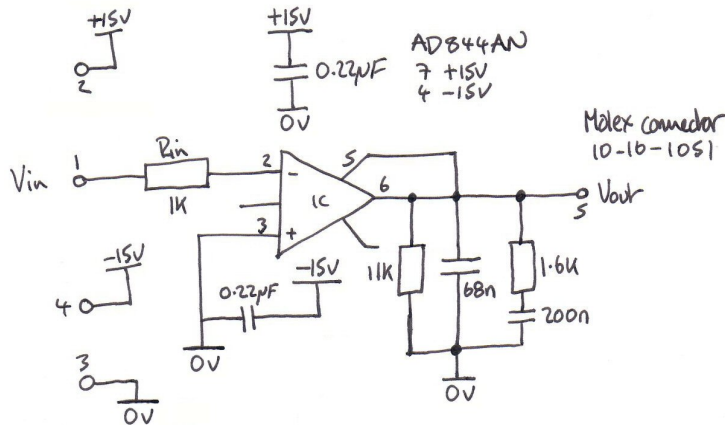 +15V
2
+15V
0.22µF
0V
AD844AN
7 +15V
4 -15V
Molex connector
10-10-1051
Vin
1
Rin
1K
2
-
3
+
IC
5
6
5
Vout
-15V
4
0.22µF
-15V
0V
11K
68n
1.6K
200n
0V
3
0V